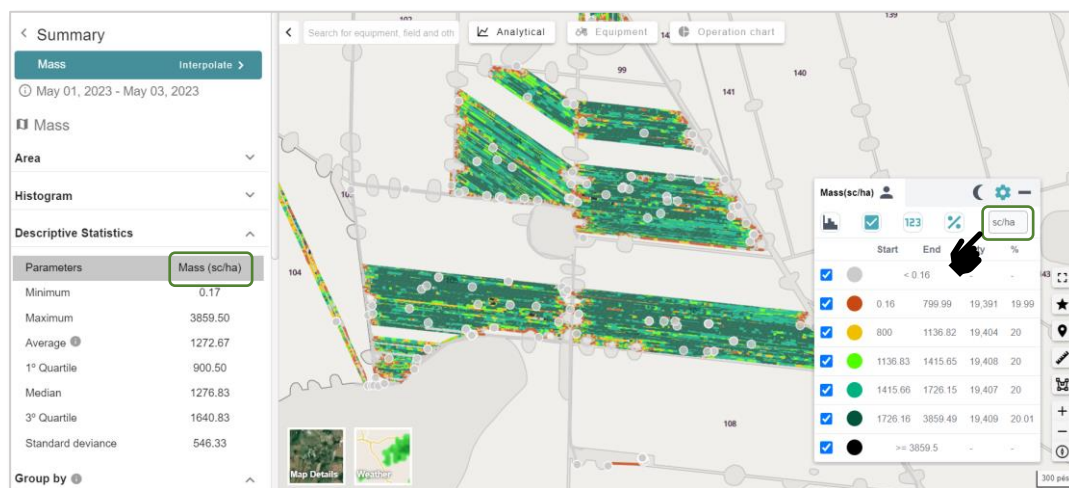 Summary
Mass Interpolate >
May 01, 2023 - May 03, 2023
Mass
Area
Histogram
Descriptive Statistics
Parameters Mass (sc/ha)
Minimum 0.17
Maximum 3859.50
Average 1272.67
1º Quartile 900.50
Median 1276.83
3º Quartile 1640.83
Standard deviance 546.33
Group by
Search for equipment, field and oth
Analytical
Equipment
Operation chart
102
139
99
140
141
104
108
Map Details
Weather
Mass(sc/ha)
123
%
sc/ha
Start End %
< 0.16 - -
0.16 799.99 19,391 19.99
800 1136.82 19,404 20
1136.83 1415.65 19,408 20
1415.66 1726.15 19,407 20
1726.16 3859.49 19,409 20.01
>= 3859.5 - -
300 pés